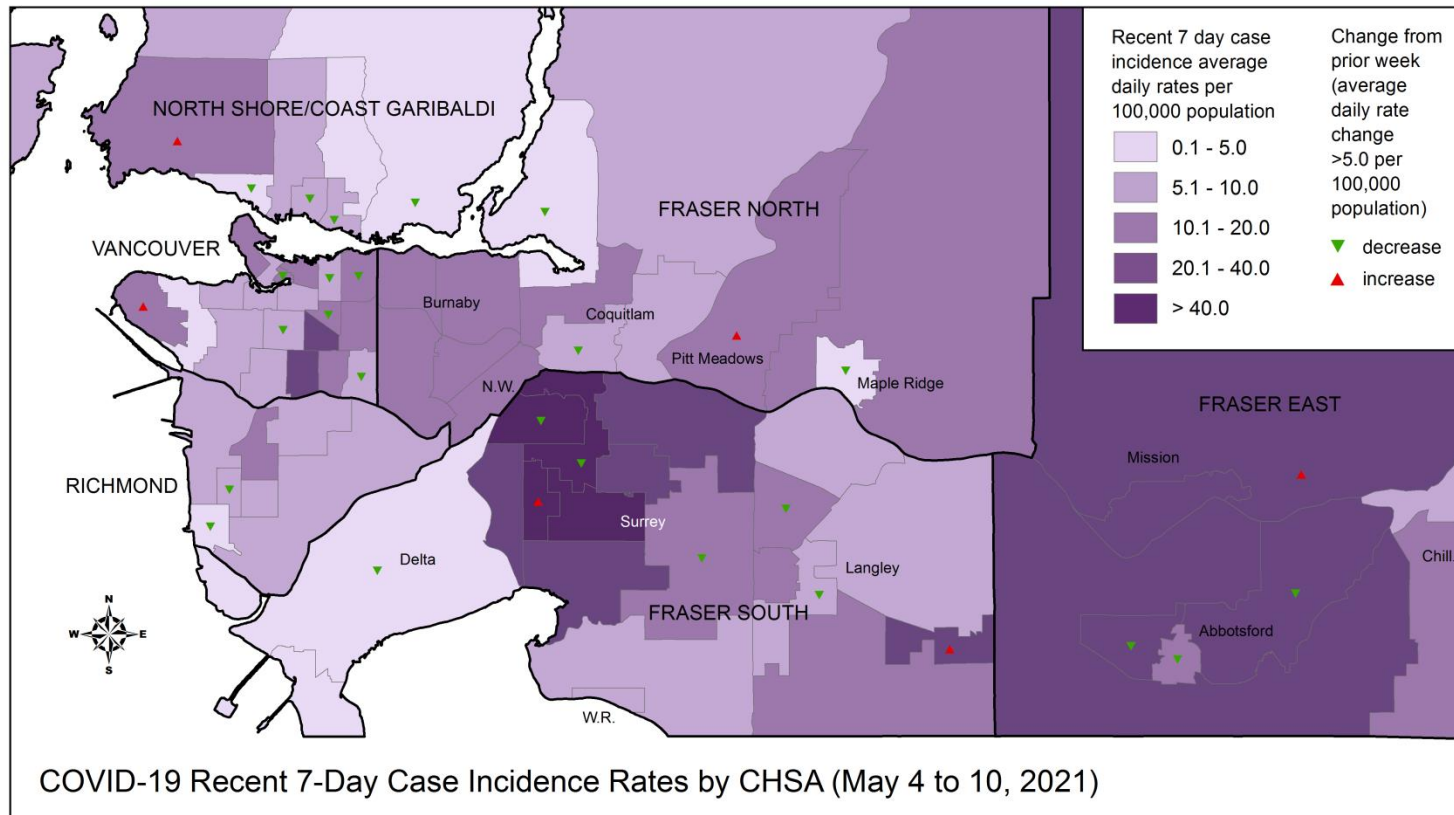 Recent 7 day case
incidence average
daily rates per
100,000 population
0.1 - 5.0
5.1 - 10.0
10.1 - 20.0
20.1 - 40.0
> 40.0
Change from
prior week
(average
daily rate
change
>5.0 per
100,000
population)
decrease
increase
NORTH SHORE/COAST GARIBALDI
FRASER NORTH
VANCOUVER
Burnaby
Coquitlam
Pitt Meadows
N.W.
Maple Ridge
FRASER EAST
Mission
RICHMOND
Surrey
Delta
Langley
Chill.
FRASER SOUTH
Abbotsford
N
W
E
S
W.R.
COVID-19 Recent 7-Day Case Incidence Rates by CHSA (May 4 to 10, 2021)